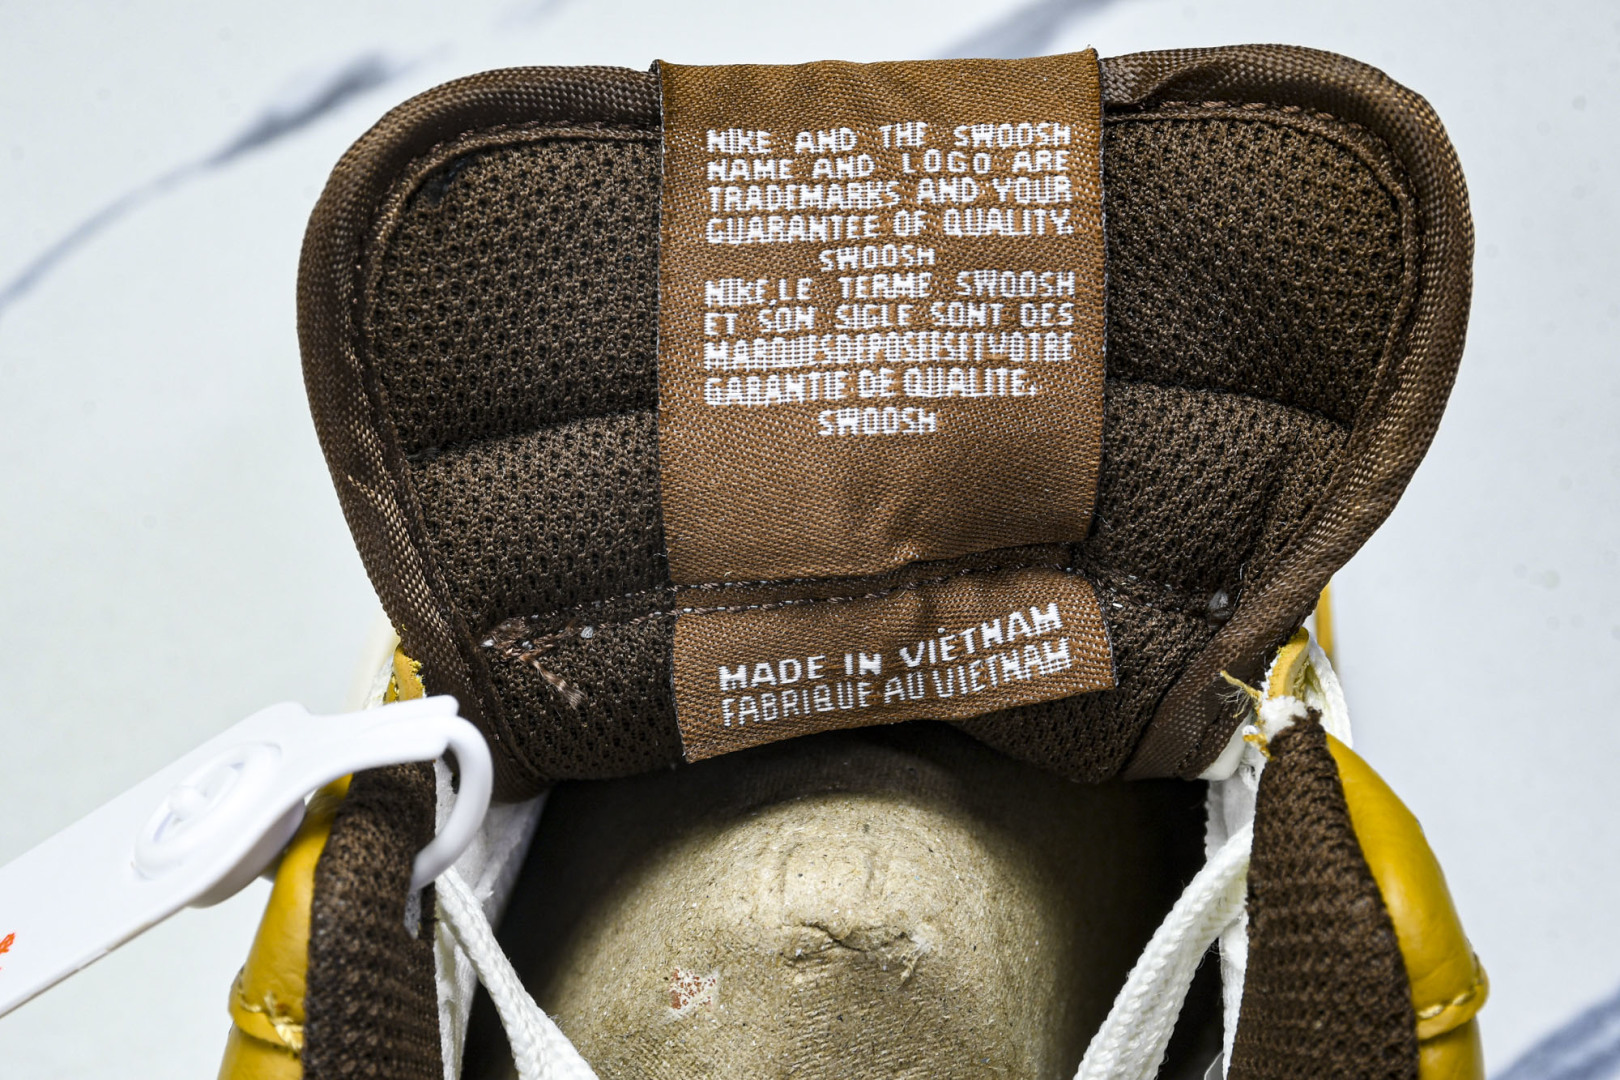 NIKE AND THE SWOOSH
NAME AND LOGO ARE
TRADEMARKS AND YOUR
GUARANTEE OF QUALITY.
SWOOSH
NIKE,LE TERME SWOOSH
ET SON SIGLE SONT DES
GARANTIE DE QUALITE.
SWOOSH
MADE IN VIETNAM
FABRIQUE AU VIETNAM